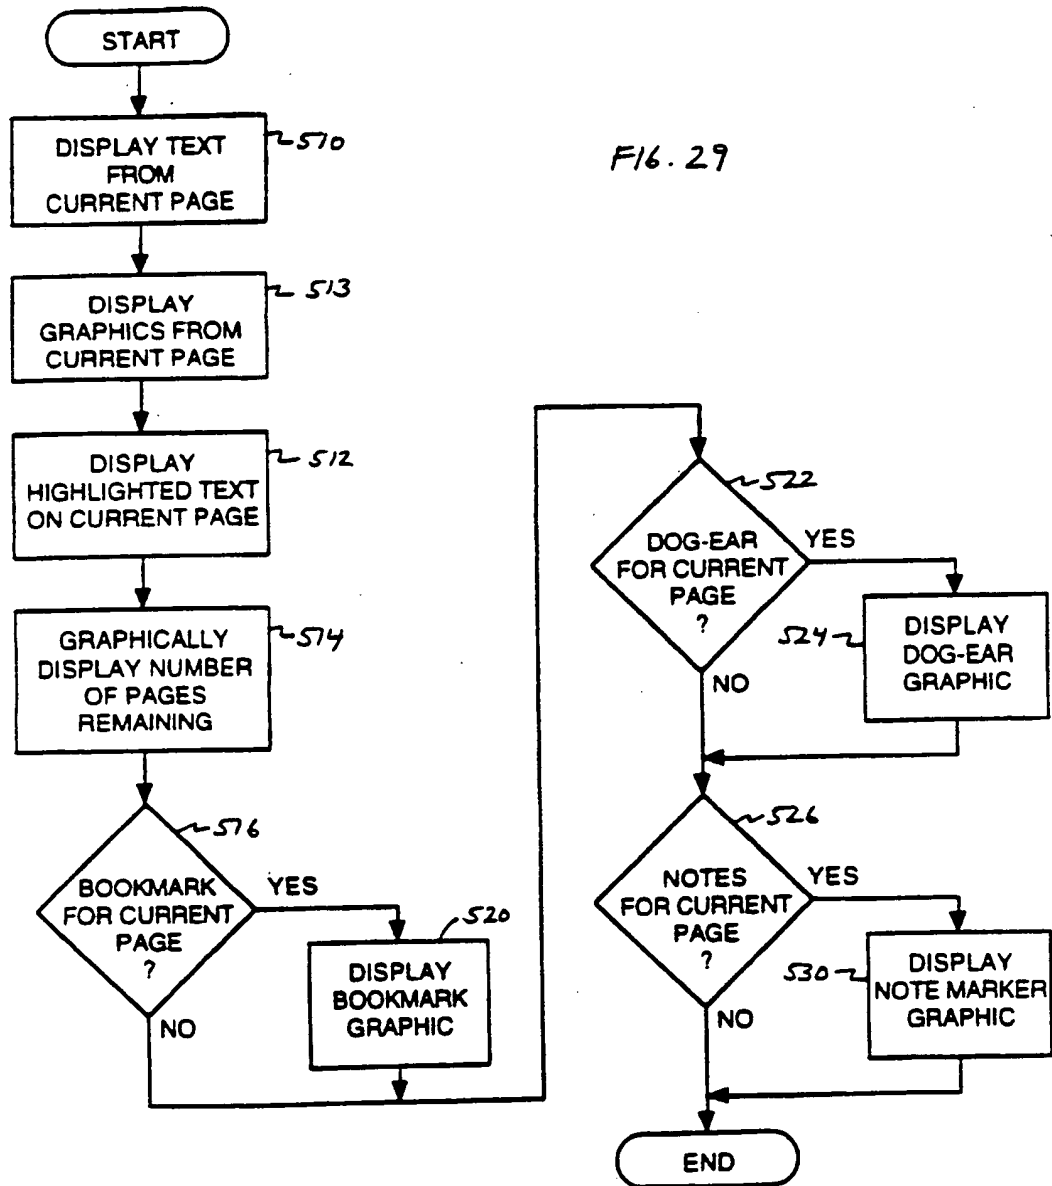 START
DISPLAY TEXT
FROM
CURRENT PAGE
510
FIG. 29
DISPLAY
GRAPHICS FROM
CURRENT PAGE
513
DISPLAY
HIGHLIGHTED TEXT
ON CURRENT PAGE
512
GRAPHICALLY
DISPLAY NUMBER
OF PAGES
REMAINING
514
BOOKMARK
FOR CURRENT
PAGE
?
516
YES
NO
DISPLAY
BOOKMARK
GRAPHIC
520
DOG-EAR
FOR CURRENT
PAGE
?
522
YES
NO
DISPLAY
DOG-EAR
GRAPHIC
524
NOTES
FOR CURRENT
PAGE
?
526
YES
NO
DISPLAY
NOTE MARKER
GRAPHIC
530
END